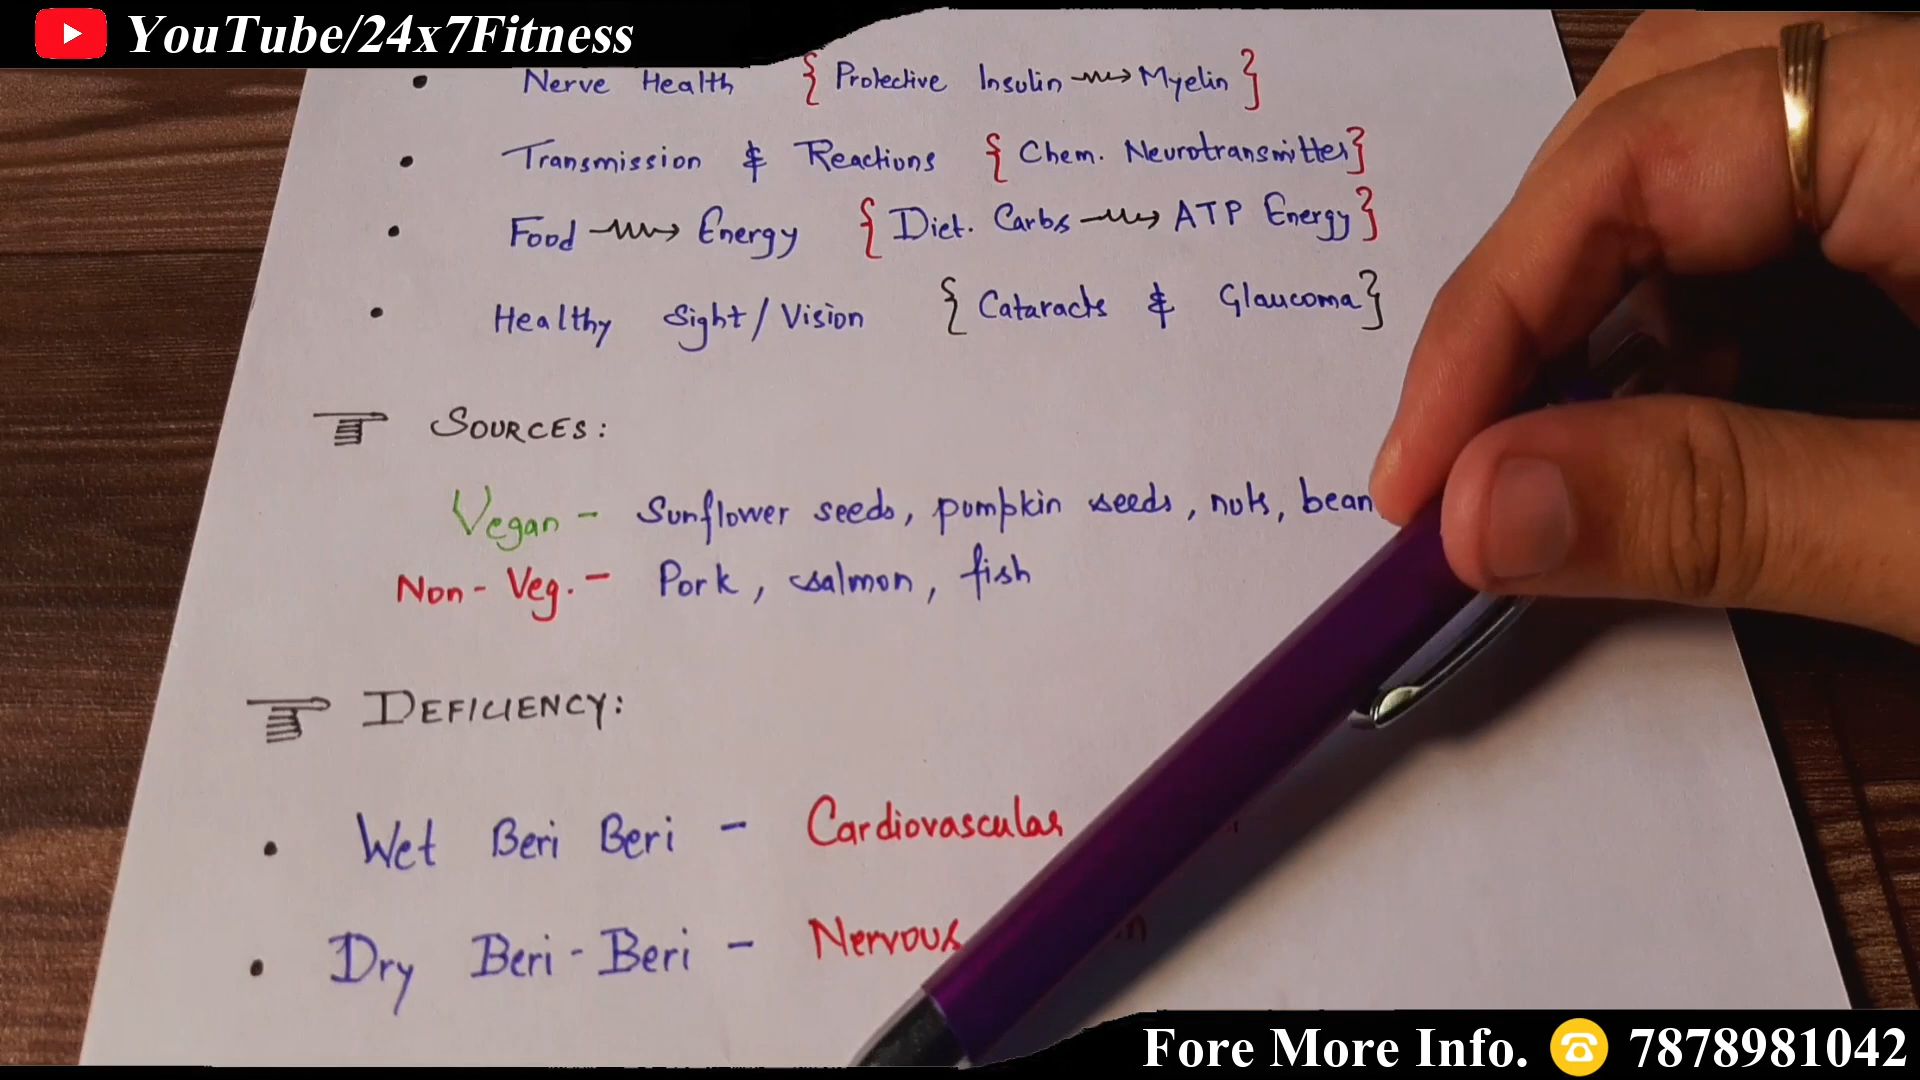 YouTube/24x7Fitness
• Nerve Health { Protective Insulin → Myelin }
• Transmission & Reactions { Chem. Neurotransmitter }
• Food → Energy { Diet. Carbs → ATP Energy }
• Healthy Sight/Vision { Cataracts & Glaucoma }
SOURCES:
Vegan - Sunflower seeds, pumpkin seeds, nuts, bean
Non-Veg. - Pork, salmon, fish
DEFICIENCY:
• Wet Beri Beri - Cardiovascular
• Dry Beri-Beri - Nervous
Fore More Info. 7878981042